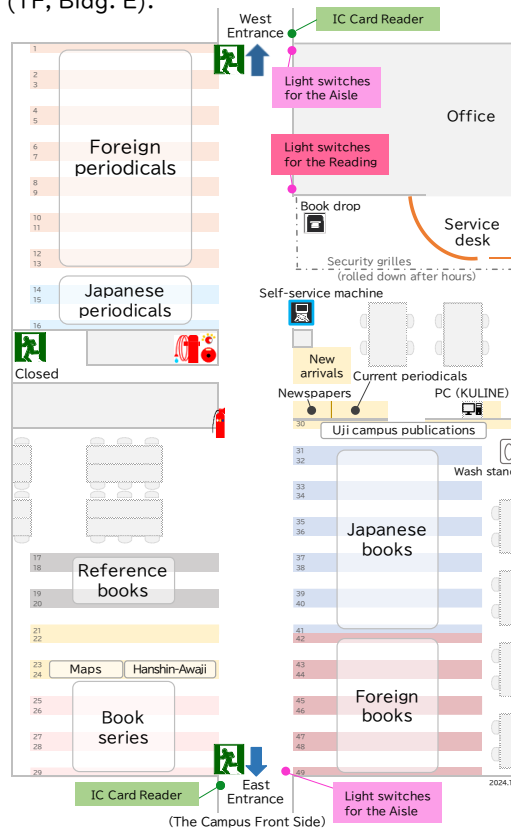 (1F, Bldg. E).
West
Entrance
IC Card Reader
Light switches
for the Aisle
Office
Light switches
for the Reading
Book drop
Service
desk
Security grilles
(rolled down after hours)
1
2
3
4
5
6
7
8
9
10
11
12
13
Foreign
periodicals
14
15
16
Japanese
periodicals
Closed
Self-service machine
New
arrivals
Current periodicals
Newspapers
PC (KULINE)
30
Uji campus publications
Wash stan
31
32
33
34
35
36
37
38
39
40
41
Japanese
books
42
43
44
45
46
47
48
49
Foreign
books
17
18
19
20
Reference
books
21
22
23
24
Maps
Hanshin-Awaji
25
26
27
28
29
Book
series
IC Card Reader
East
Entrance
(The Campus Front Side)
Light switches
for the Aisle
2024.1